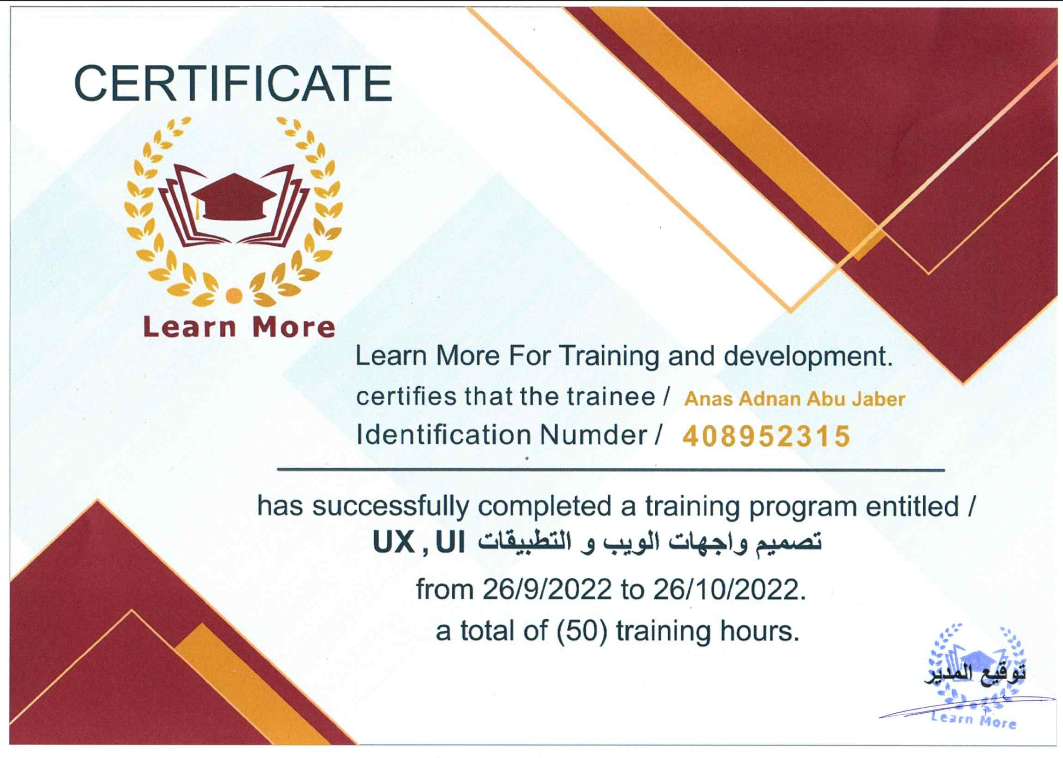 CERTIFICATE
Learn More
Learn More For Training and development.
certifies that the trainee / Anas Adnan Abu Jaber
Identification Numder / 408952315
has successfully completed a training program entitled /
تصميم واجهات الويب و التطبيقات UX , UI
from 26/9/2022 to 26/10/2022.
a total of (50) training hours.
توقيع المدير
Learn More